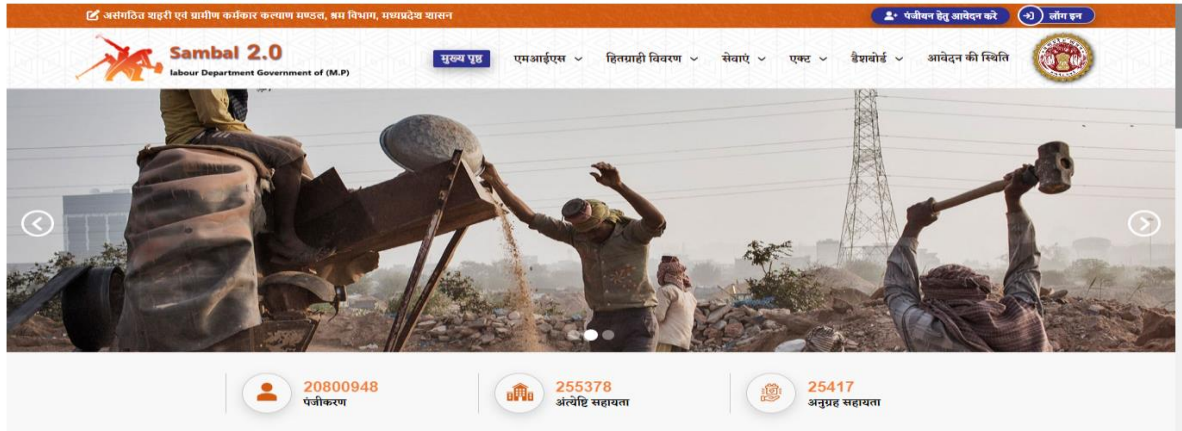 असंगठित शहरी एवं ग्रामीण कर्मकार कल्याण मण्डल, श्रम विभाग, मध्यप्रदेश शासन
पंजीयन हेतु आवेदन करे
लॉग इन
Sambal 2.0
labour Department Government of (M.P)
मुख्य पृष्ठ
एमआईएस
हितग्राही विवरण
सेवाएं
एक्ट
डैशबोर्ड
आवेदन की स्थिति
20800948
पंजीकरण
255378
अंत्येष्टि सहायता
25417
अनुग्रह सहायता